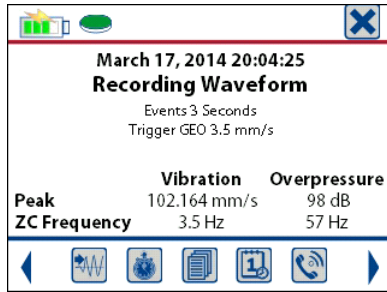 March 17, 2014 20:04:25
Recording Waveform
Events 3 Seconds
Trigger GEO 3.5 mm/s
Vibration Overpressure
Peak 102.164 mm/s 98 dB
ZC Frequency 3.5 Hz 57 Hz
1